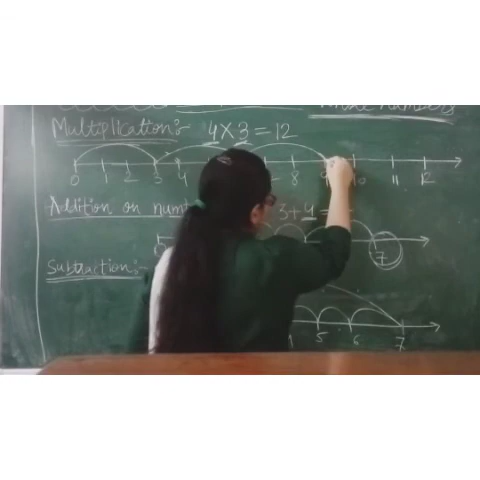 Whole numbers
Multiplication:- 4 X 3 = 12
0 1 2 3 4 8 9 10 11 12
Addition on num 3 + 4 =
7
Subtraction:-
5 6 7